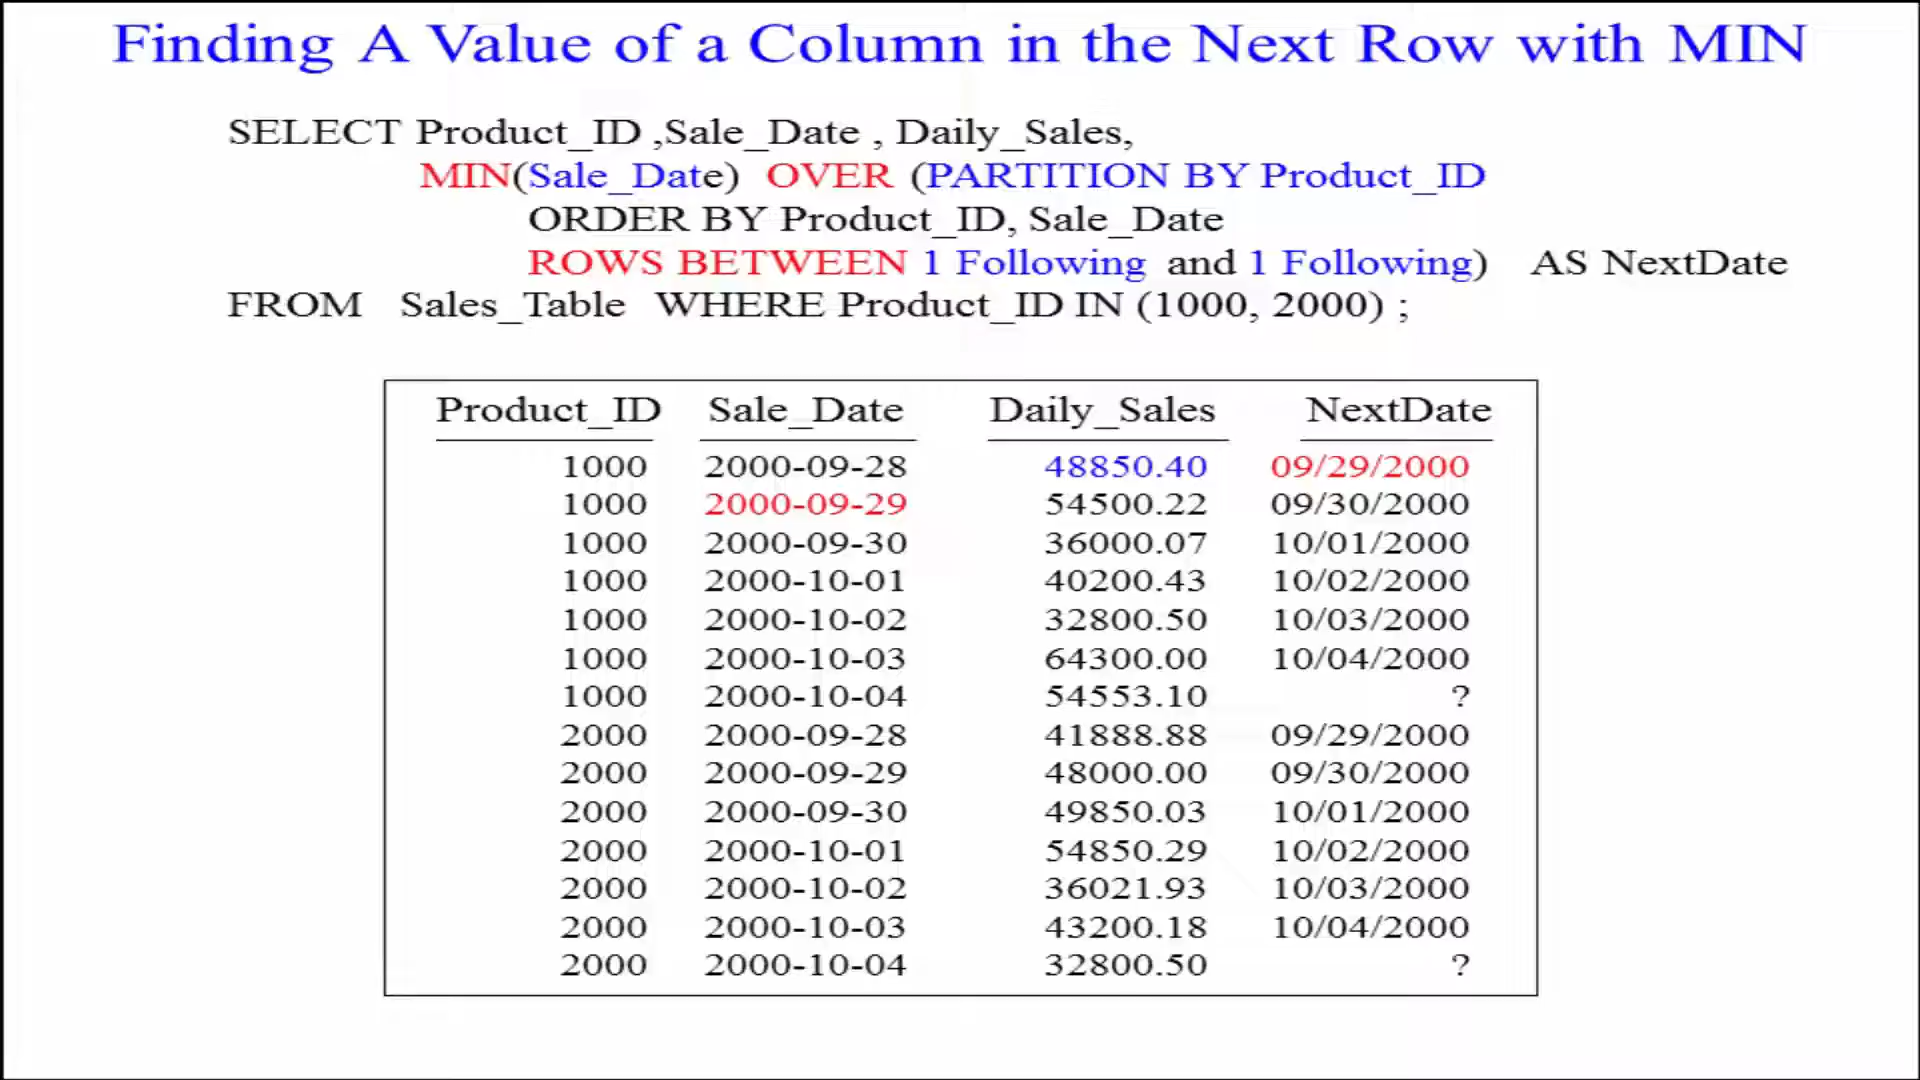 Finding A Value of a Column in the Next Row with MIN
SELECT Product_ID ,Sale_Date , Daily_Sales,
MIN(Sale_Date) OVER (PARTITION BY Product_ID
ORDER BY Product_ID, Sale_Date
ROWS BETWEEN 1 Following and 1 Following) AS NextDate
FROM Sales_Table WHERE Product_ID IN (1000, 2000) ;
Product_ID Sale_Date Daily_Sales NextDate
1000 2000-09-28 48850.40 09/29/2000
1000 2000-09-29 54500.22 09/30/2000
1000 2000-09-30 36000.07 10/01/2000
1000 2000-10-01 40200.43 10/02/2000
1000 2000-10-02 32800.50 10/03/2000
1000 2000-10-03 64300.00 10/04/2000
1000 2000-10-04 54553.10 ?
2000 2000-09-28 41888.88 09/29/2000
2000 2000-09-29 48000.00 09/30/2000
2000 2000-09-30 49850.03 10/01/2000
2000 2000-10-01 54850.29 10/02/2000
2000 2000-10-02 36021.93 10/03/2000
2000 2000-10-03 43200.18 10/04/2000
2000 2000-10-04 32800.50 ?